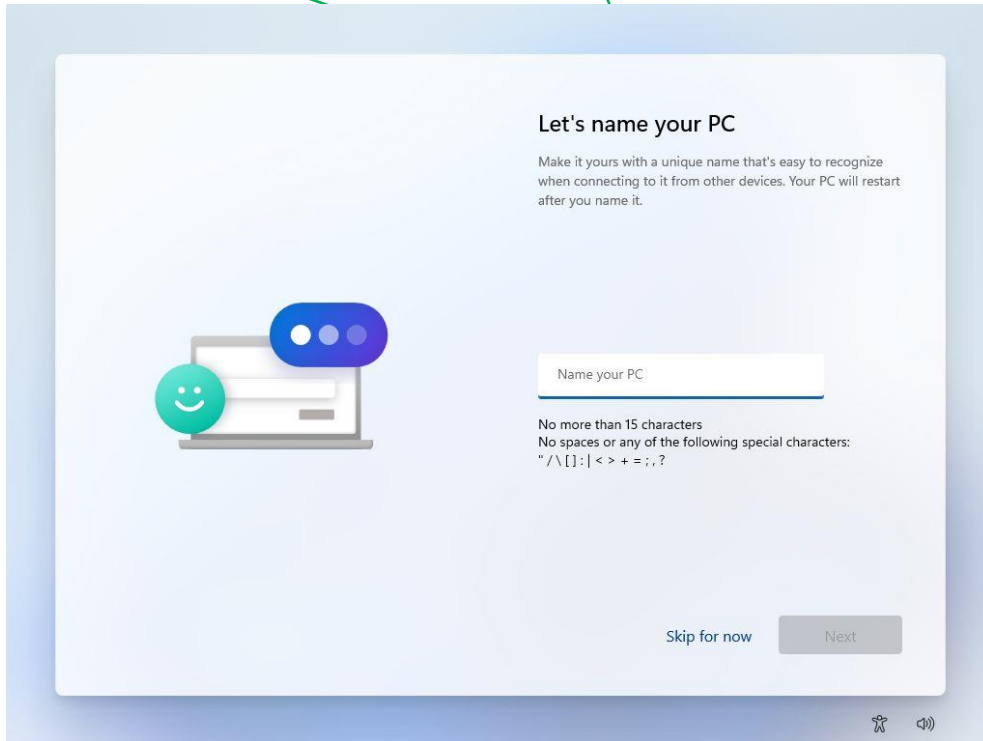 Let's name your PC
Make it yours with a unique name that's easy to recognize
when connecting to it from other devices. Your PC will restart
after you name it.
Name your PC
No more than 15 characters
No spaces or any of the following special characters:
" / \ [ ] : | < > + = ; , ?
Skip for now
Next